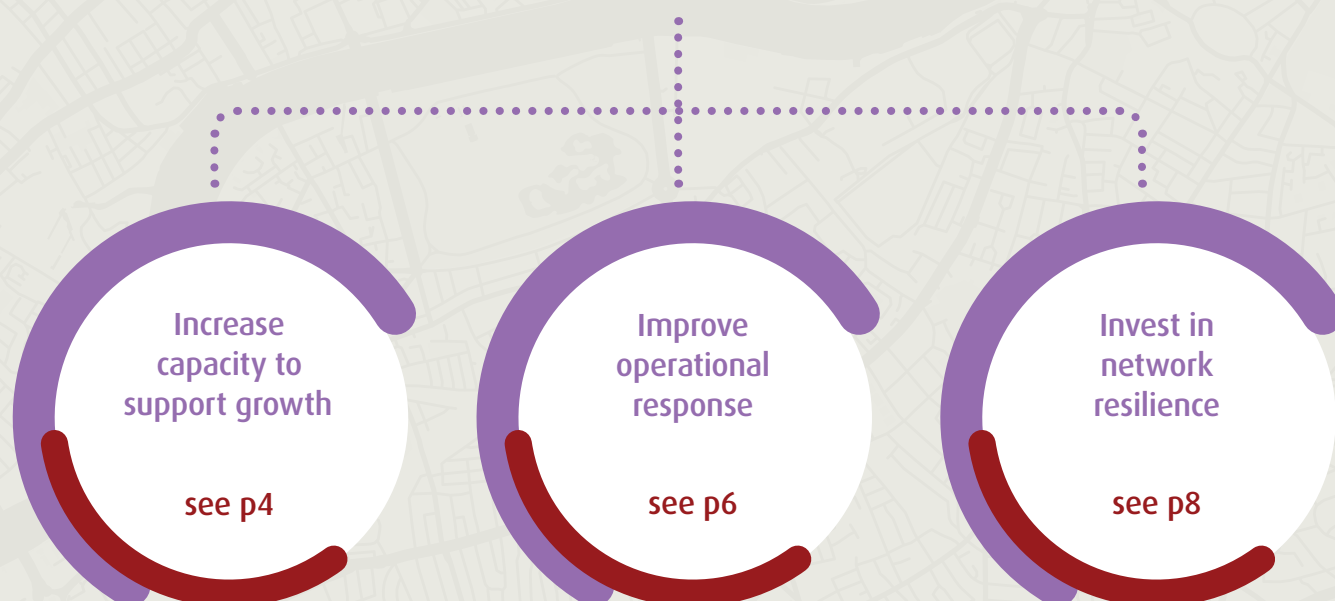 Increase
capacity to
support growth
see p4
Improve
operational
response
see p6
Invest in
network
resilience
see p8